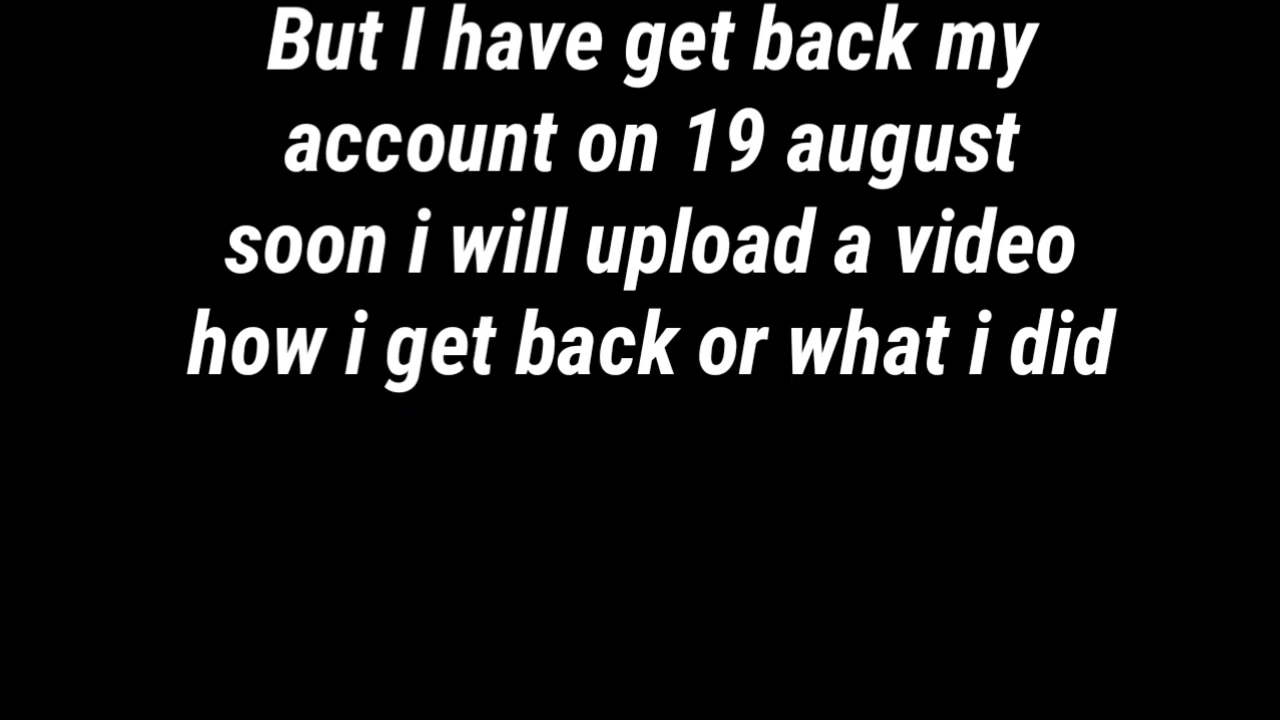 But I have get back my
account on 19 august
soon i will upload a video
how i get back or what i did